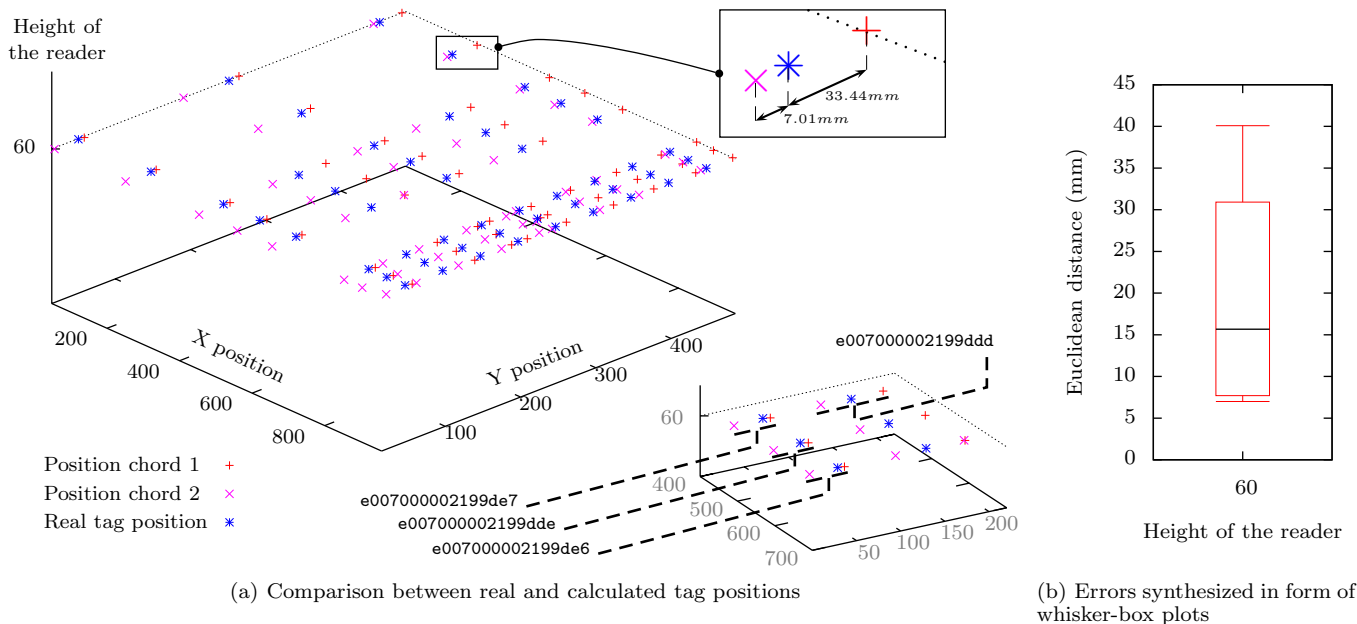 Height of
the reader
60
200
400
600
800
X position
100
200
300
400
Y position
33.44mm
7.01mm
Position chord 1
Position chord 2
Real tag position
e007000002199ddd
e007000002199de7
e007000002199dde
e007000002199de6
60
400
500
600
700
50
100
150
200
(a) Comparison between real and calculated tag positions
45
40
35
30
25
20
15
10
5
0
Euclidean distance (mm)
60
Height of the reader
(b) Errors synthesized in form of
whisker-box plots